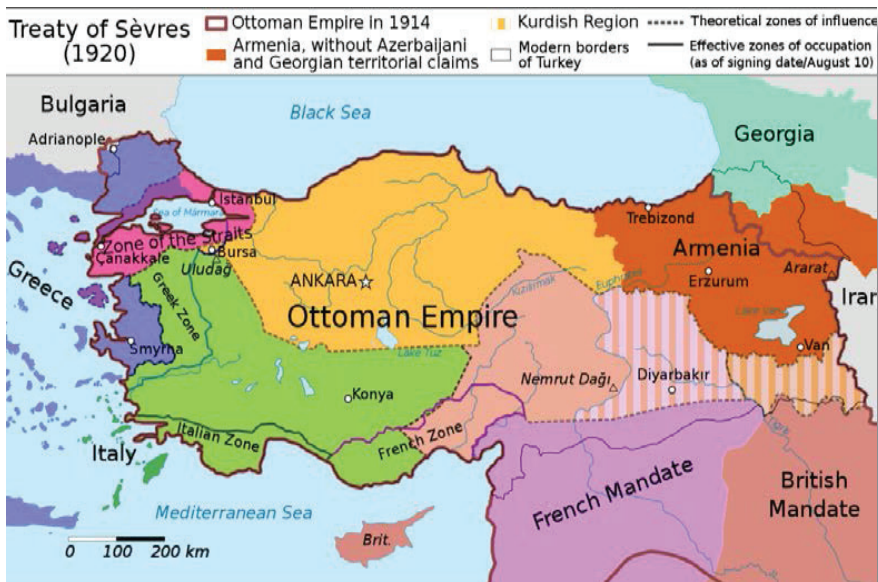 Treaty of Sèvres
(1920)
Ottoman Empire in 1914
Armenia, without Azerbaijani
and Georgian territorial claims
Kurdish Region
Modern borders
of Turkey
Theoretical zones of influence
Effective zones of occupation
(as of signing date/August 10)
Bulgaria
Black Sea
Georgia
Adrianople
Istanbul
Trebizond
Sea of Mármara
Zone of the Straits
Çanakkale
Bursa
Uludağ
Armenia
Ararat
Erzurum
Greece
ANKARA
Kızılırmak
Euphrates
Iran
Greek Zone
Ottoman Empire
Lake Van
Smyrna
Lake Tuz
Van
Nemrut Dağı
Diyarbakır
Konya
Italian Zone
French Zone
Italy
Tigris
French Mandate
British
Mandate
Mediterranean Sea
Brit.
0 100 200 km